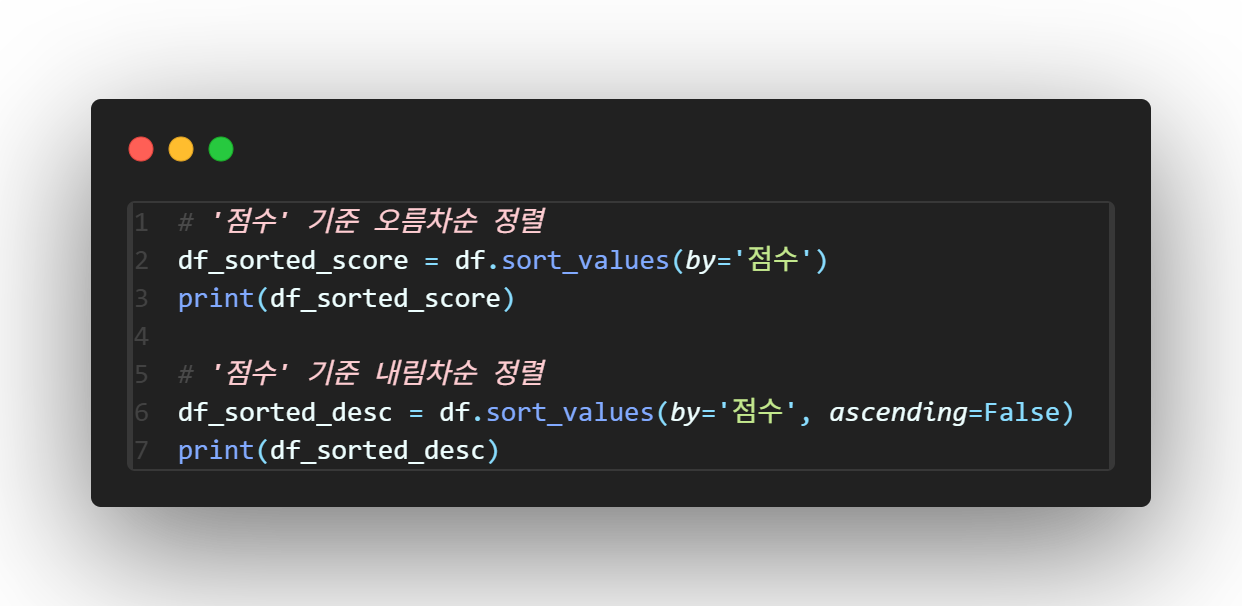 1 # '점수' 기준 오름차순 정렬
2 df_sorted_score = df.sort_values(by='점수')
3 print(df_sorted_score)
4
5 # '점수' 기준 내림차순 정렬
6 df_sorted_desc = df.sort_values(by='점수', ascending=False)
7 print(df_sorted_desc)